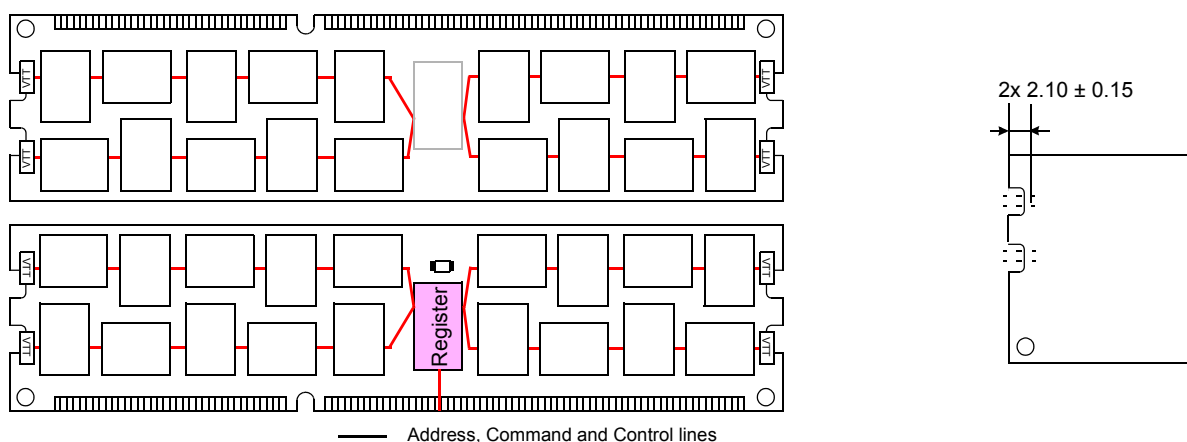 VTT VTT
VTT VTT
2x 2.10 ± 0.15
VTT VTT
Register
VTT VTT
Address, Command and Control lines